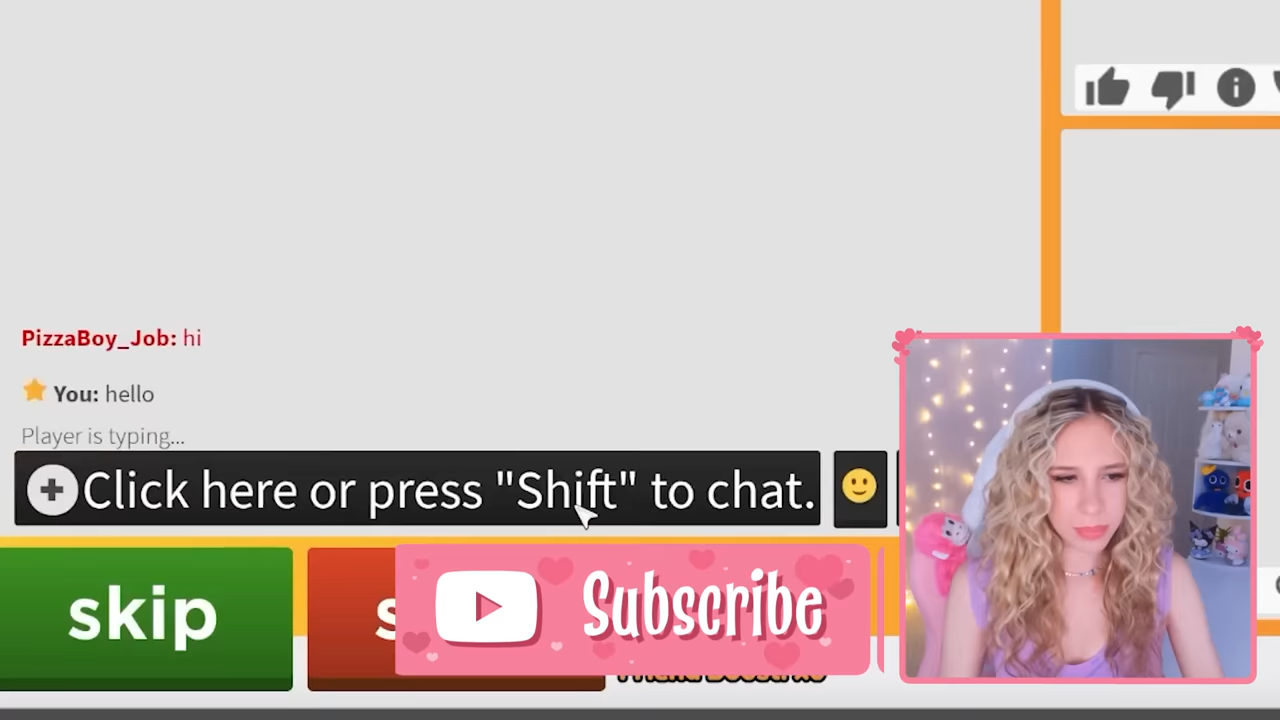 PizzaBoy_Job: hi
You: hello
Player is typing...
Click here or press "Shift" to chat.
skip
s
Subscribe